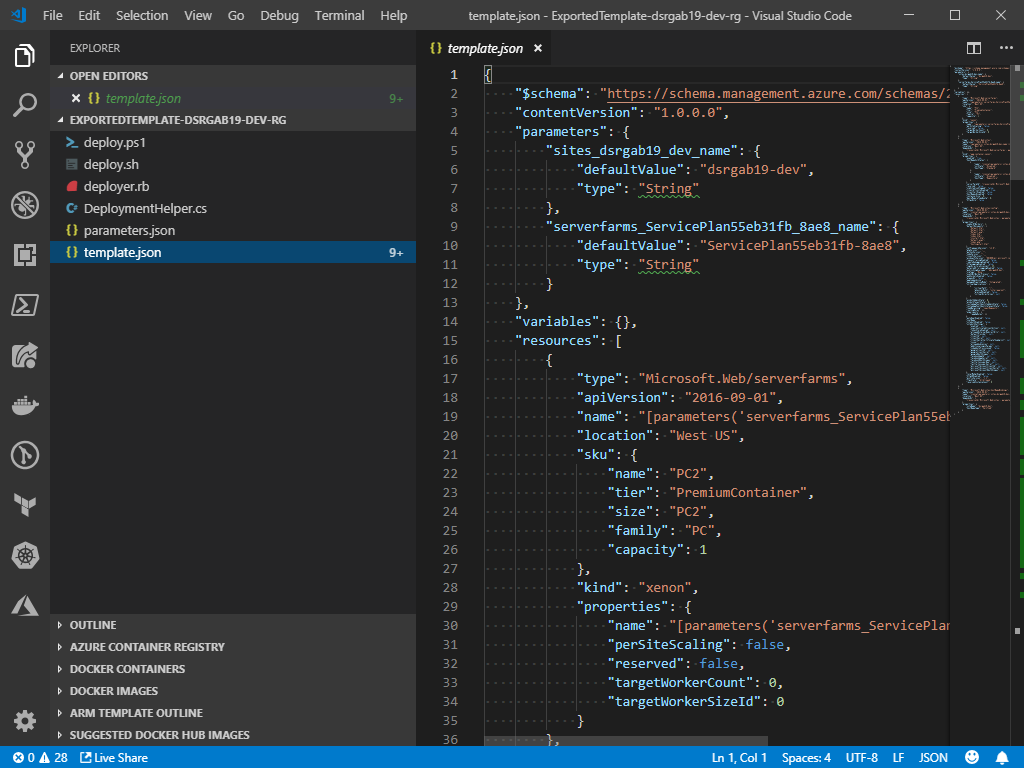 File Edit Selection View Go Debug Terminal Help template.json - ExportedTemplate-dsrgab19-dev-rg - Visual Studio Code
EXPLORER
OPEN EDITORS
template.json 9+
EXPORTEDTEMPLATE-DSRGAB19-DEV-RG
deploy.ps1
deploy.sh
deployer.rb
DeploymentHelper.cs
parameters.json
template.json 9+
OUTLINE
AZURE CONTAINER REGISTRY
DOCKER CONTAINERS
DOCKER IMAGES
ARM TEMPLATE OUTLINE
SUGGESTED DOCKER HUB IMAGES
{} template.json
1 {
2 "$schema": "https://schema.management.azure.com/schemas/2
3 "contentVersion": "1.0.0.0",
4 "parameters": {
5 "sites_dsrgab19_dev_name": {
6 "defaultValue": "dsrgab19-dev",
7 "type": "String"
8 },
9 "serverfarms_ServicePlan55eb31fb_8ae8_name": {
10 "defaultValue": "ServicePlan55eb31fb-8ae8",
11 "type": "String"
12 }
13 },
14 "variables": {},
15 "resources": [
16 {
17 "type": "Microsoft.Web/serverfarms",
18 "apiVersion": "2016-09-01",
19 "name": "[parameters('serverfarms_ServicePlan55eb
20 "location": "West US",
21 "sku": {
22 "name": "PC2",
23 "tier": "PremiumContainer",
24 "size": "PC2",
25 "family": "PC",
26 "capacity": 1
27 },
28 "kind": "xenon",
29 "properties": {
30 "name": "[parameters('serverfarms_ServicePlan
31 "perSiteScaling": false,
32 "reserved": false,
33 "targetWorkerCount": 0,
34 "targetWorkerSizeId": 0
35 }
36 },
0 28 Live Share Ln 1, Col 1 Spaces: 4 UTF-8 LF JSON